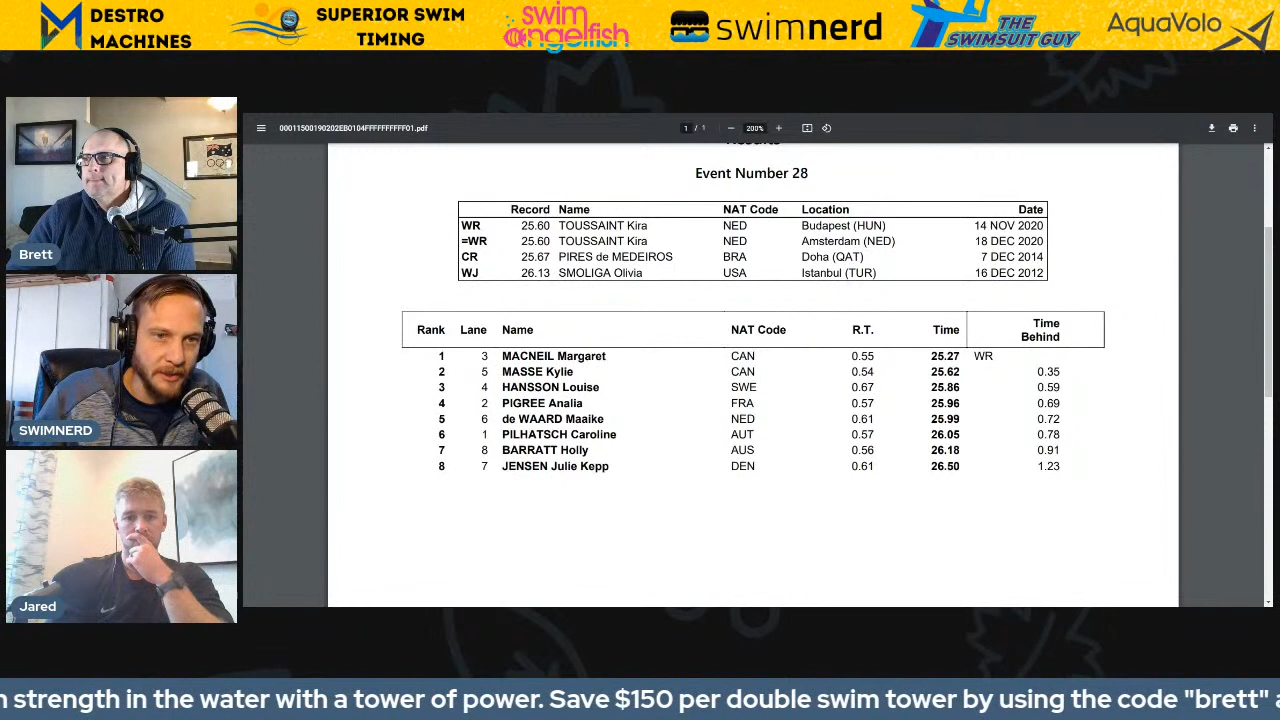 DESTRO
MACHINES
SUPERIOR SWIM
TIMING
swim
angelfish
swimnerd
THE
SWIMSUIT GUY
AquaVolo
Brett
SWIMNERD
Jared
00011500190202EB0104FFFFFFFFFF01.pdf
1 / 1
200%
Results
Event Number 28
Record Name NAT Code Location Date
WR 25.60 TOUSSAINT Kira NED Budapest (HUN) 14 NOV 2020
=WR 25.60 TOUSSAINT Kira NED Amsterdam (NED) 18 DEC 2020
CR 25.67 PIRES de MEDEIROS BRA Doha (QAT) 7 DEC 2014
WJ 26.13 SMOLIGA Olivia USA Istanbul (TUR) 16 DEC 2012
Rank Lane Name NAT Code R.T. Time Time
Behind
1 3 MACNEIL Margaret CAN 0.55 25.27 WR
2 5 MASSE Kylie CAN 0.54 25.62 0.35
3 4 HANSSON Louise SWE 0.67 25.86 0.59
4 2 PIGREE Analia FRA 0.57 25.96 0.69
5 6 de WAARD Maaike NED 0.61 25.99 0.72
6 1 PILHATSCH Caroline AUT 0.57 26.05 0.78
7 8 BARRATT Holly AUS 0.56 26.18 0.91
8 7 JENSEN Julie Kepp DEN 0.61 26.50 1.23
strength in the water with a tower of power. Save $150 per double swim tower by using the code "brett"